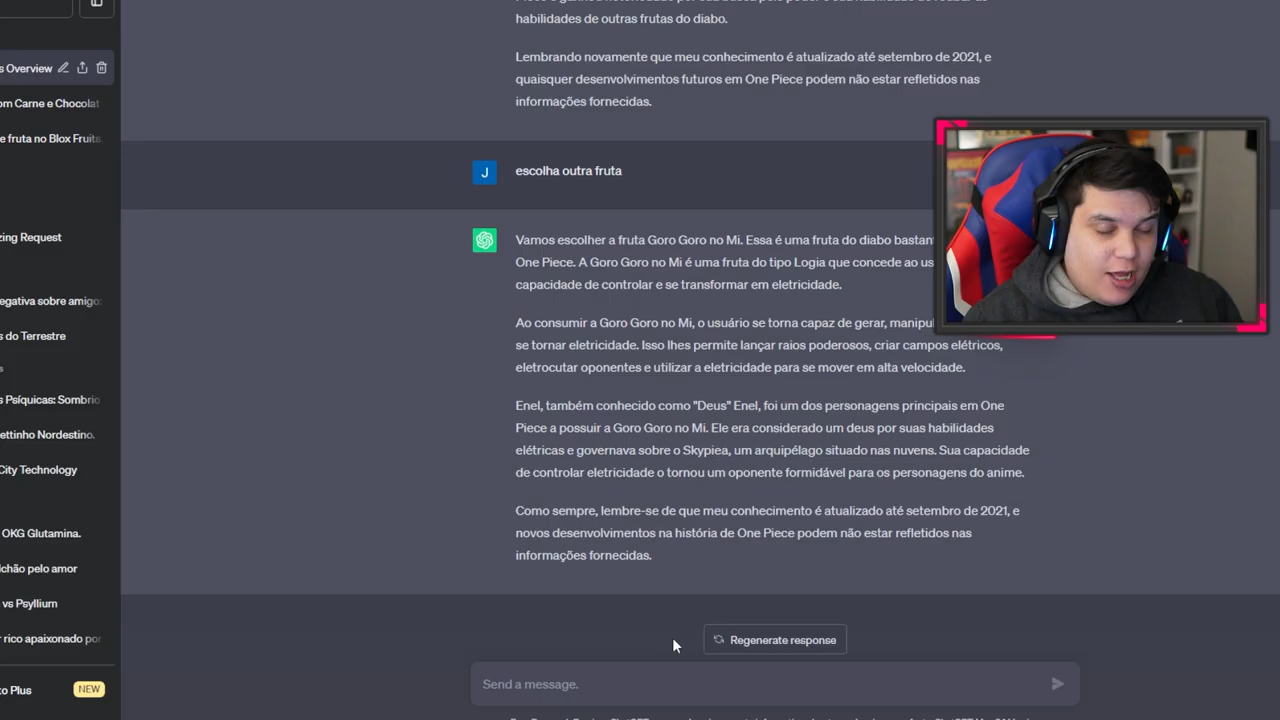 habilidades de outras frutas do diabo.
s Overview
Lembrando novamente que meu conhecimento é atualizado até setembro de 2021, e
quaisquer desenvolvimentos futuros em One Piece podem não estar refletidos nas
informações fornecidas.
om Carne e Chocolat
e fruta no Blox Fruits.
J
escolha outra fruta
zing Request
Vamos escolher a fruta Goro Goro no Mi. Essa é uma fruta do diabo bastan
One Piece. A Goro Goro no Mi é uma fruta do tipo Logia que concede ao us
capacidade de controlar e se transformar em eletricidade.
egativa sobre amigo:
s do Terrestre
Ao consumir a Goro Goro no Mi, o usuário se torna capaz de gerar, manipul
se tornar eletricidade. Isso lhes permite lançar raios poderosos, criar campos elétricos,
eletrocutar oponentes e utilizar a eletricidade para se mover em alta velocidade.
s
Psíquicas: Sombrio
ettinho Nordestino.
City Technology
Enel, também conhecido como "Deus" Enel, foi um dos personagens principais em One
Piece a possuir a Goro Goro no Mi. Ele era considerado um deus por suas habilidades
elétricas e governava sobre o Skypiea, um arquipélago situado nas nuvens. Sua capacidade
de controlar eletricidade o tornou um oponente formidável para os personagens do anime.
Como sempre, lembre-se de que meu conhecimento é atualizado até setembro de 2021, e
novos desenvolvimentos na história de One Piece podem não estar refletidos nas
informações fornecidas.
OKG Glutamina.
lchão pelo amor
vs Psyllium
r rico apaixonado por
Regenerate response
Send a message.
to Plus
NEW